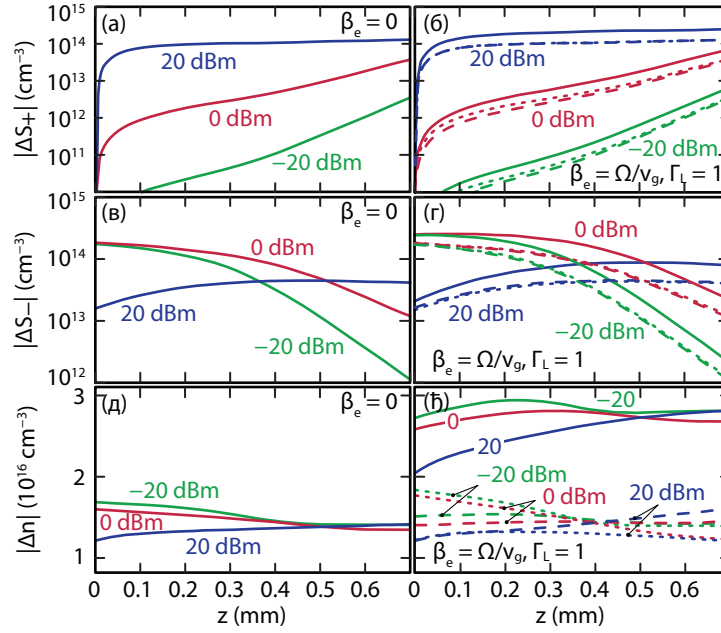 10¹⁵
(а)
β_e = 0
(б)
10¹⁴
20 dBm
20 dBm
|ΔS+| (cm⁻³)
10¹³
0 dBm
0 dBm
10¹²
−20 dBm
−20 dBm
10¹¹
β_e = Ω/v_g, Γ_L = 1
10¹⁵
(в)
β_e = 0
(г)
0 dBm
0 dBm
|ΔS−| (cm⁻³)
10¹⁴
20 dBm
20 dBm
10¹³
−20 dBm
−20 dBm
β_e = Ω/v_g, Γ_L = 1
10¹²
3
(д)
β_e = 0
(ђ)
−20
0
|Δn| (10¹⁶ cm⁻³)
20
2
−20 dBm
−20 dBm
0 dBm
20 dBm
0 dBm
20 dBm
1
β_e = Ω/v_g, Γ_L = 1
0 0.1 0.2 0.3 0.4 0.5 0.6 0 0.1 0.2 0.3 0.4 0.5 0.6
z (mm)
z (mm)